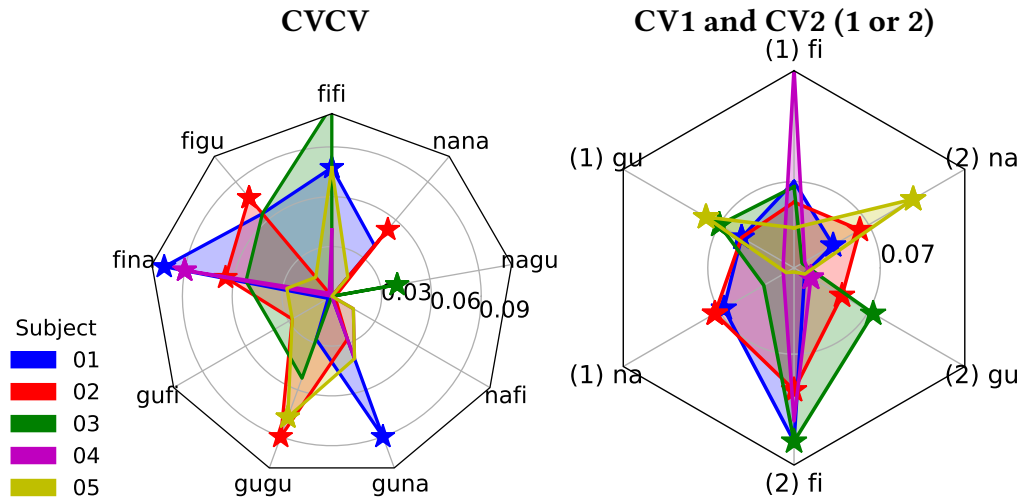 CVCV
CV1 and CV2 (1 or 2)
(1) fi
fifi
figu
nana
(1) gu
(2) na
fina
nagu
0.03
0.06
0.09
0.07
Subject
01
02
03
04
05
gufi
nafi
(1) na
(2) gu
gugu
guna
(2) fi